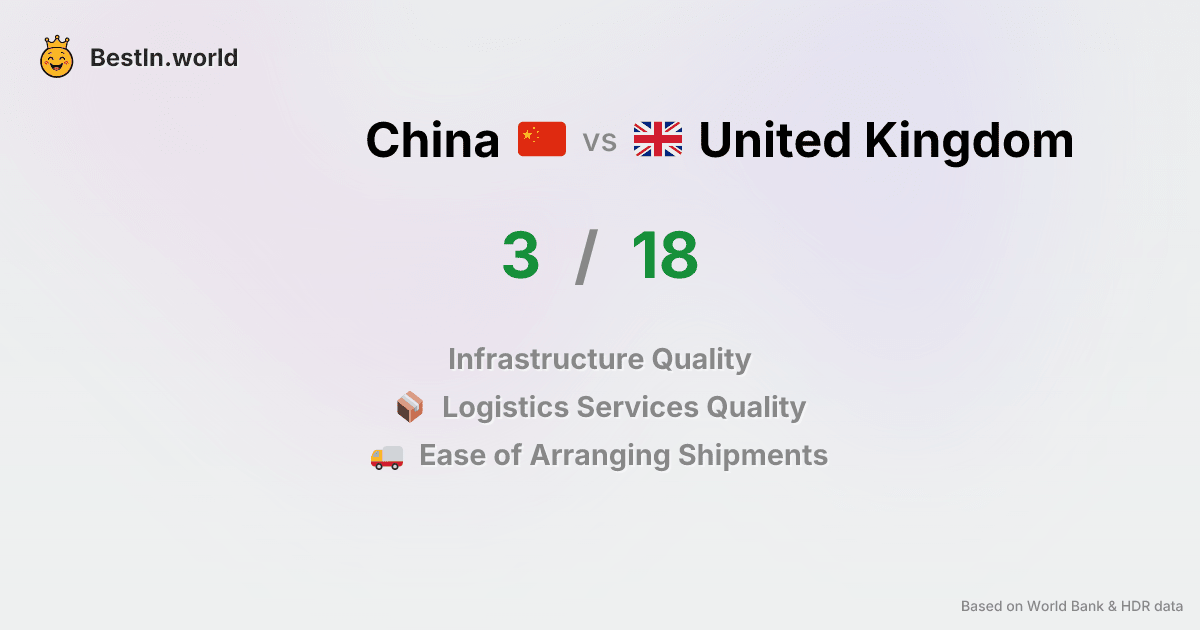 BestIn.world
China vs United Kingdom
3 / 18
Infrastructure Quality
Logistics Services Quality
Ease of Arranging Shipments
Based on World Bank & HDR data